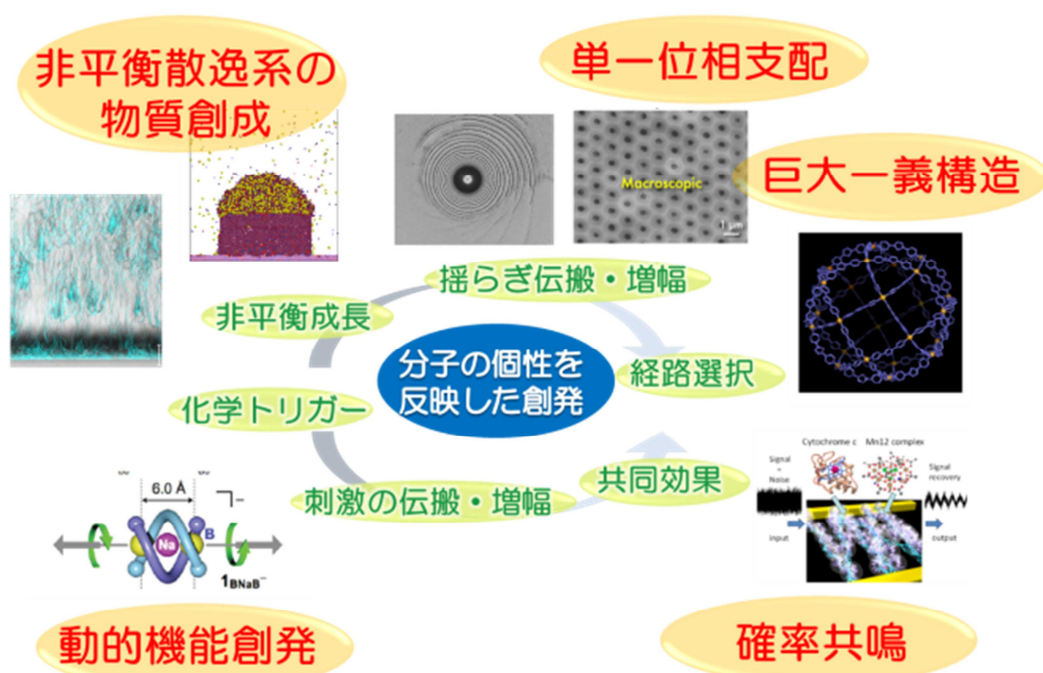 非平衡散逸系の
物質創成
単一位相支配
Macroscopic
1 μm
巨大一義構造
揺らぎ伝搬・増幅
非平衡成長
分子の個性を
反映した創発
経路選択
化学トリガー
共同効果
刺激の伝搬・増幅
6.0 Å
Na
B
1BNaB−
Cytochrome c
Mn12 complex
Signal
+
Noise
Signal
recovery
input
output
動的機能創発
確率共鳴